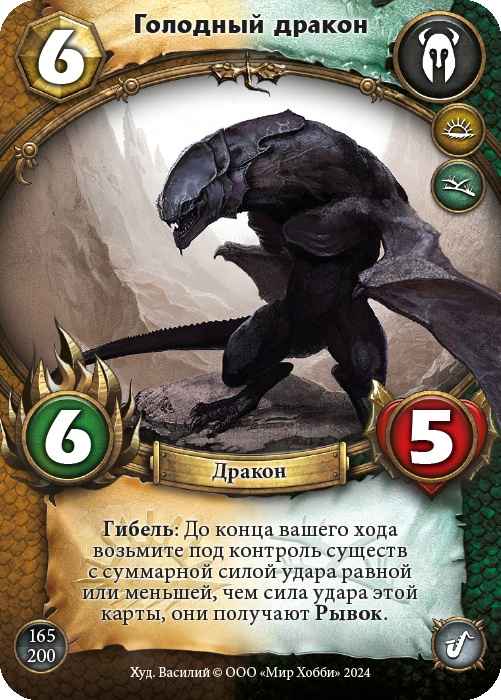 Голодный дракон
6
6
5
Дракон
Гибель: До конца вашего хода
возьмите под контроль существ
с суммарной силой удара равной
или меньшей, чем сила удара этой
карты, они получают Рывок.
165
200
Худ. Василий © ООО «Мир Хобби» 2024